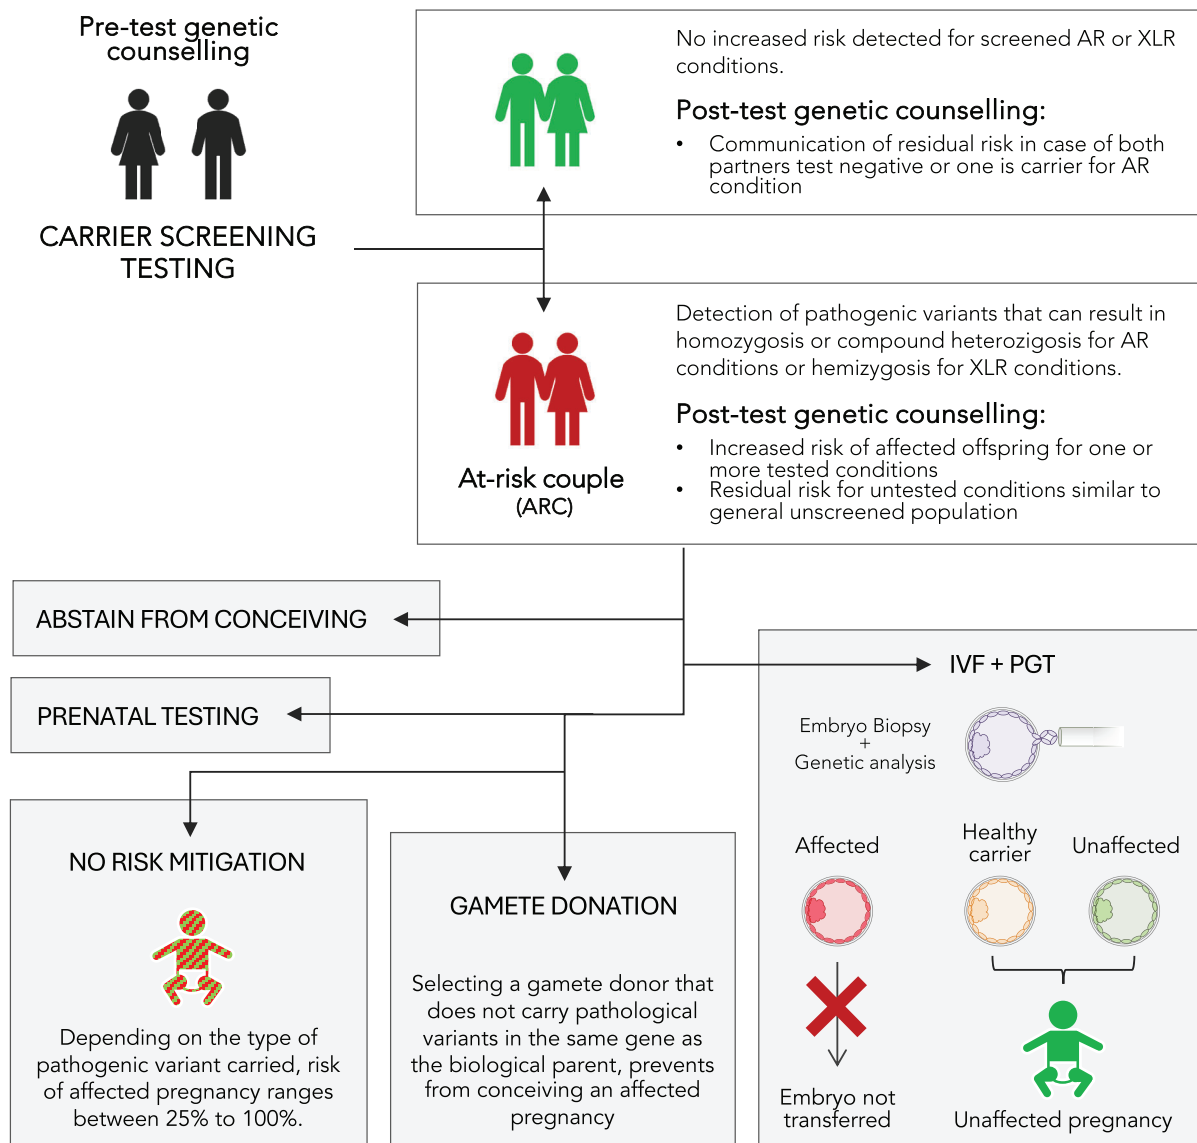 Pre-test genetic
counselling
CARRIER SCREENING
TESTING
No increased risk detected for screened AR or XLR
conditions.
Post-test genetic counselling:
• Communication of residual risk in case of both
partners test negative or one is carrier for AR
condition
At-risk couple
(ARC)
Detection of pathogenic variants that can result in
homozygosis or compound heterozigosis for AR
conditions or hemizygosis for XLR conditions.
Post-test genetic counselling:
• Increased risk of affected offspring for one or
more tested conditions
• Residual risk for untested conditions similar to
general unscreened population
ABSTAIN FROM CONCEIVING
PRENATAL TESTING
NO RISK MITIGATION
Depending on the type of
pathogenic variant carried, risk
of affected pregnancy ranges
between 25% to 100%.
GAMETE DONATION
Selecting a gamete donor that
does not carry pathological
variants in the same gene as
the biological parent, prevents
from conceiving an affected
pregnancy
IVF + PGT
Embryo Biopsy
+
Genetic analysis
Affected
Healthy
carrier
Unaffected
Embryo not
transferred
Unaffected pregnancy